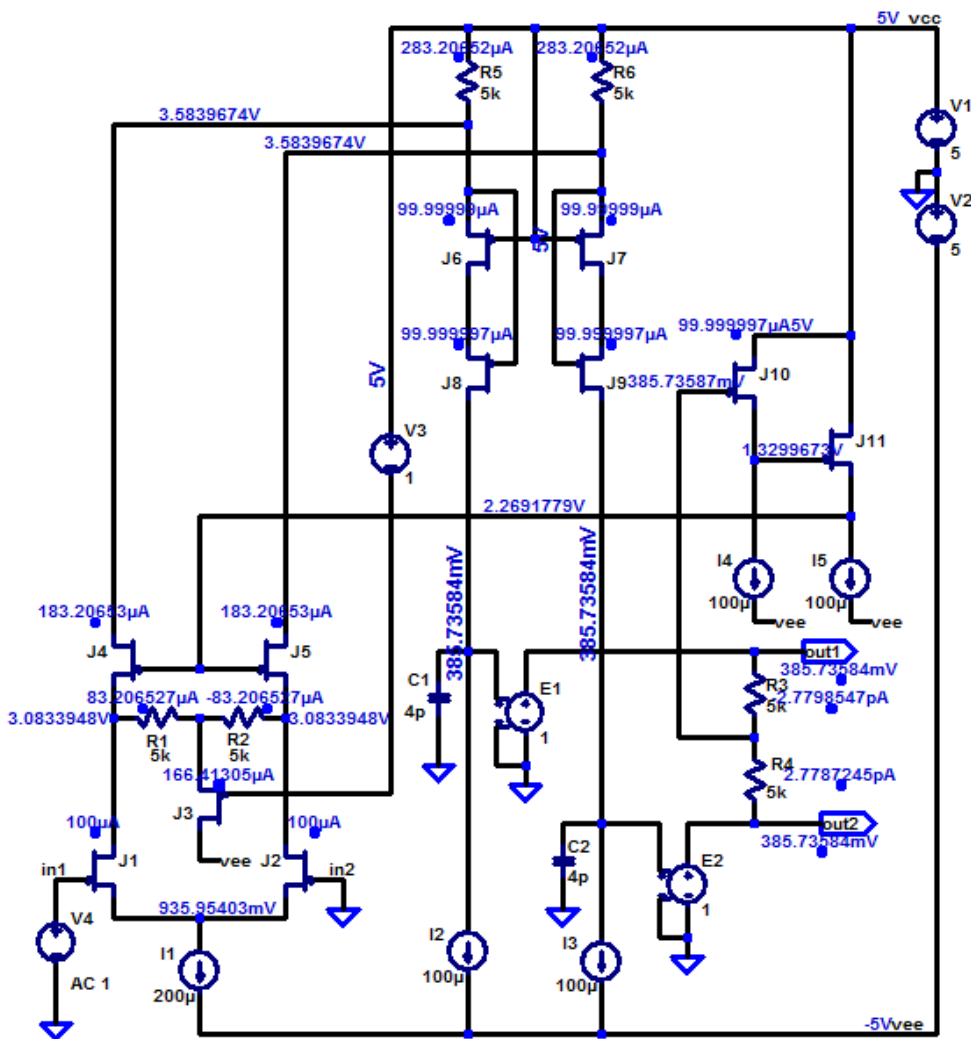 5V vcc
283.20652µA
283.20652µA
R5
5k
R6
5k
V1
5
3.5839674V
3.5839674V
V2
5
99.99999µA
99.99999µA
J6
5V
J7
99.999997µA
99.999997µA
99.999997µA5V
J8
J9
385.73587mV
J10
5V
V3
1
1.3299673V
J11
2.2691779V
385.73584mV
385.73584mV
I4
100µ
vee
I5
100µ
vee
183.20653µA
183.20653µA
J4
J5
out1
385.73584mV
C1
4p
E1
1
R3
5k
2.7798547pA
83.206527µA
-83.206527µA
3.0833948V
3.0833948V
R1
5k
R2
5k
166.41305µA
J3
vee
R4
5k
2.7787245pA
100µA
100µA
J1
J2
in1
in2
out2
385.73584mV
C2
4p
E2
1
V4
AC 1
935.95403mV
I1
200µ
I2
100µ
I3
100µ
-5Vvee